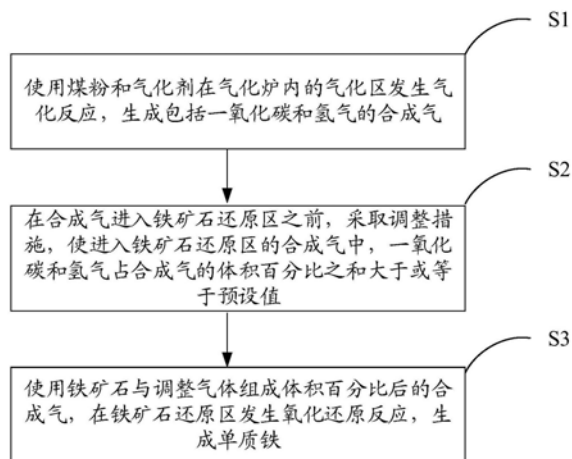 S1
使用煤粉和气化剂在气化炉内的气化区发生气
化反应，生成包括一氧化碳和氢气的合成气
S2
在合成气进入铁矿石还原区之前，采取调整措
施，使进入铁矿石还原区的合成气中，一氧化
碳和氢气占合成气的体积百分比之和大于或等
于预设值
S3
使用铁矿石与调整气体组成体积百分比后的合
成气，在铁矿石还原区发生氧化还原反应，生
成单质铁